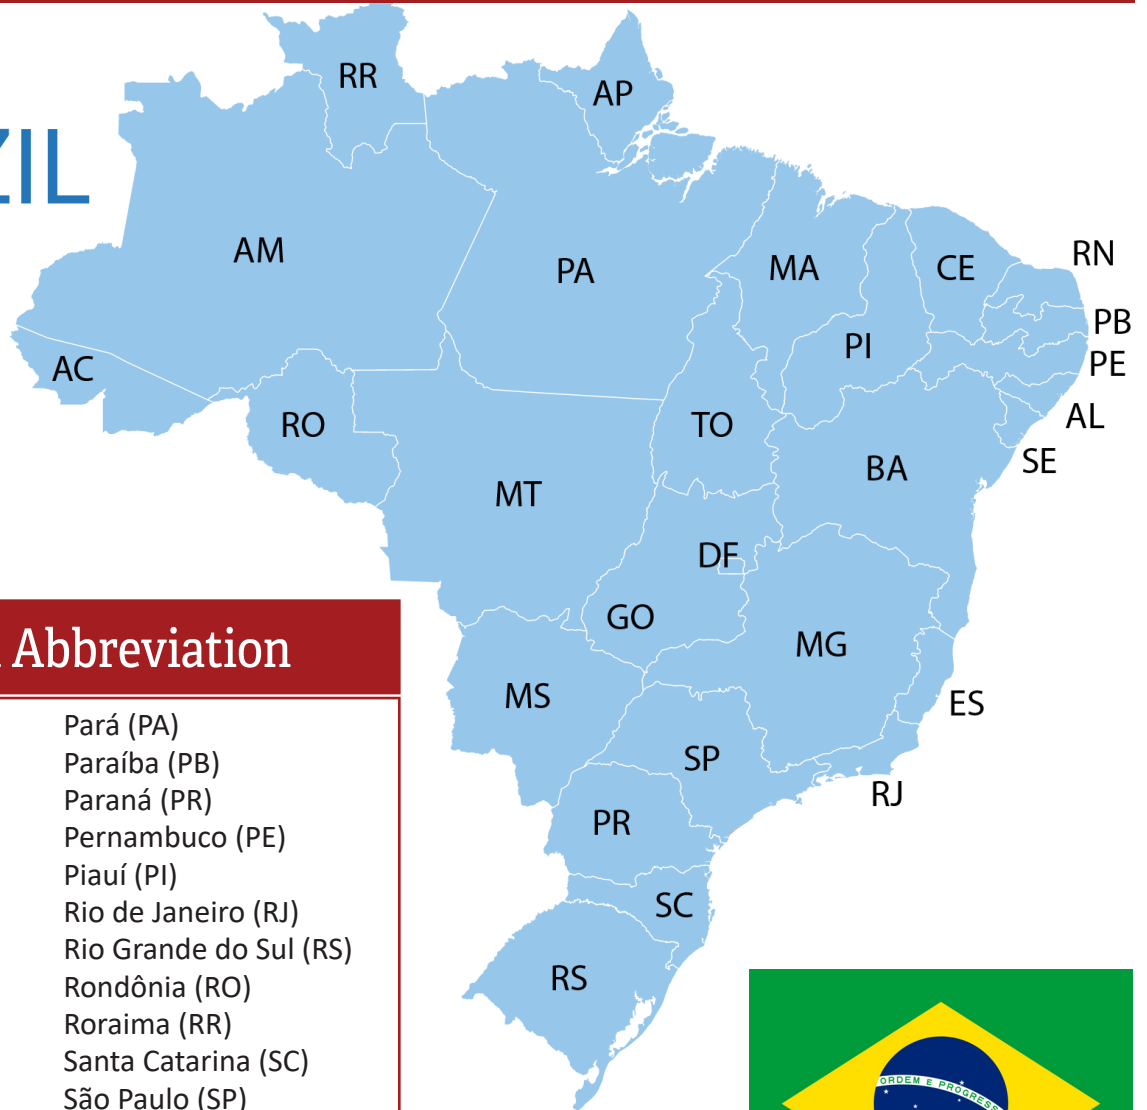 RR
AP
ZIL
AM
PA
MA
CE
RN
PB
PI
PE
AC
RO
TO
AL
SE
BA
MT
DF
GO
MG
Abbreviation
MS
ES
SP
RJ
PR
SC
RS
Pará (PA)
Paraíba (PB)
Paraná (PR)
Pernambuco (PE)
Piauí (PI)
Rio de Janeiro (RJ)
Rio Grande do Sul (RS)
Rondônia (RO)
Roraima (RR)
Santa Catarina (SC)
São Paulo (SP)
ORDEM E PROGRESS